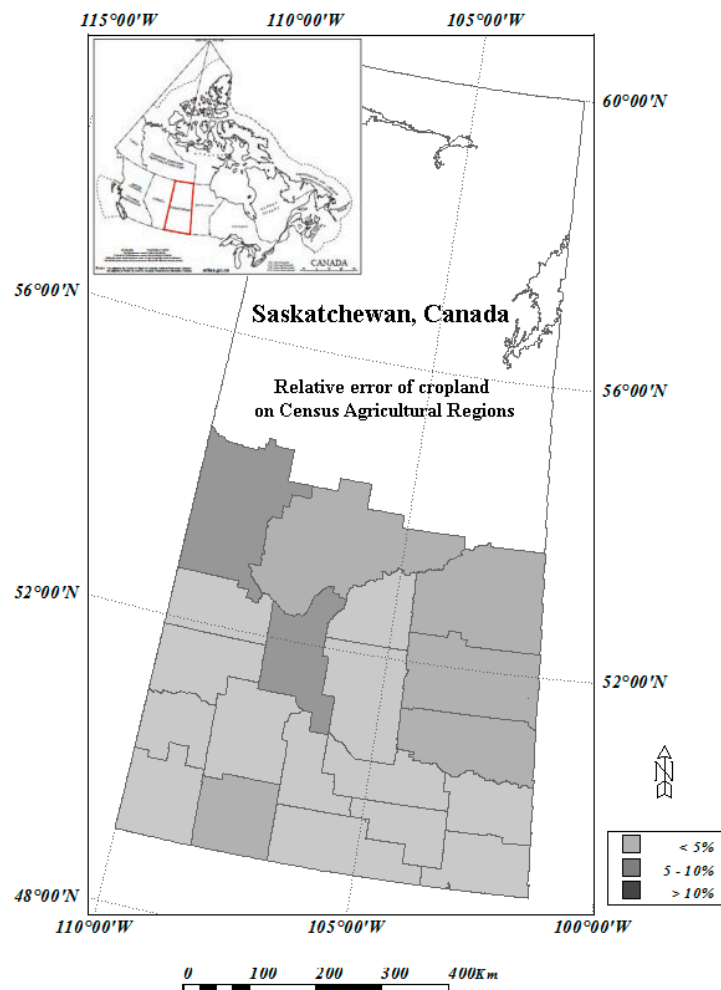 115°00'W 110°00'W 105°00'W
60°00'N
CANADA
56°00'N
Saskatchewan, Canada
56°00'N
Relative error of cropland
on Census Agricultural Regions
52°00'N
52°00'N
N
< 5%
5 - 10%
> 10%
48°00'N
110°00'W 105°00'W 100°00'W
0 100 200 300 400Km